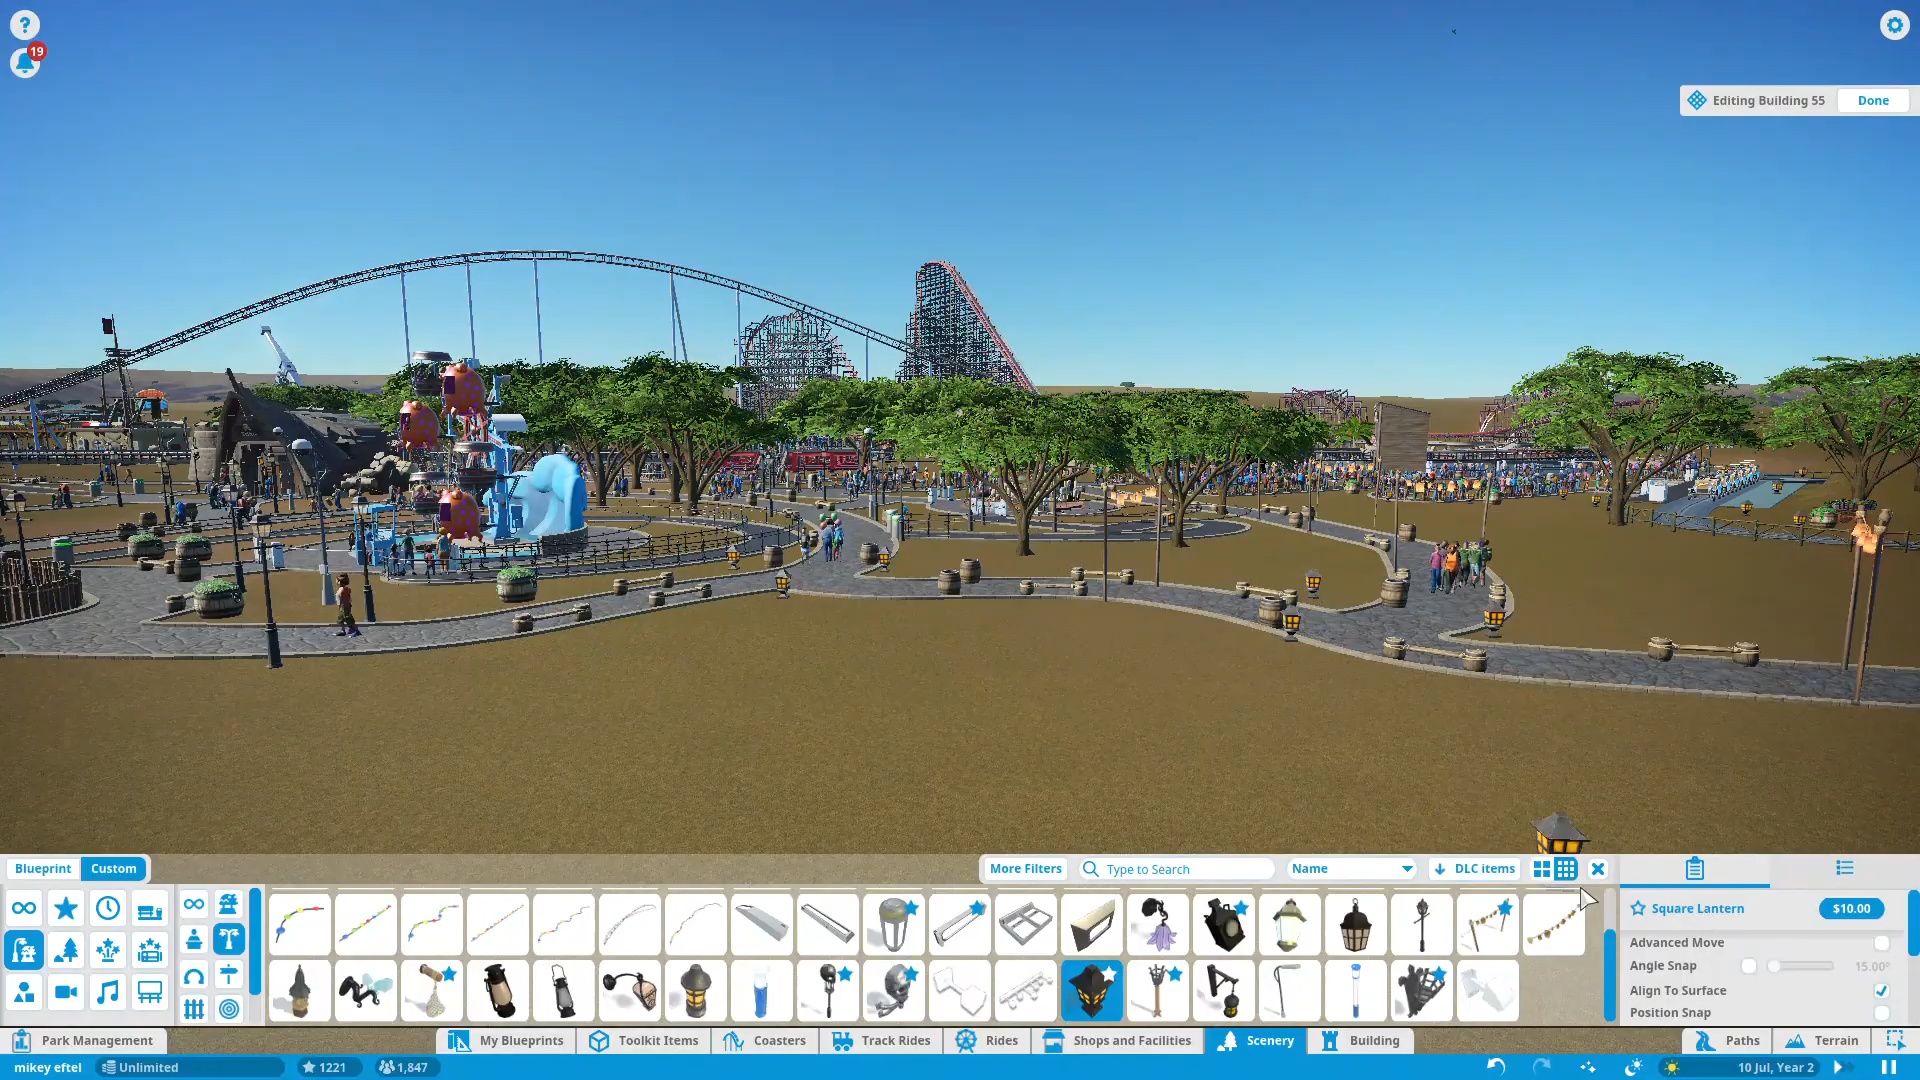 ?
19
Editing Building 55 Done
Blueprint Custom
More Filters Type to Search Name DLC items
Square Lantern $10.00
Advanced Move
Angle Snap 15.00°
Align To Surface
Position Snap
Park Management My Blueprints Toolkit Items Coasters Track Rides Rides Shops and Facilities Scenery Building Paths Terrain
mikey eftel Unlimited 1221 1,847 10 Jul, Year 2